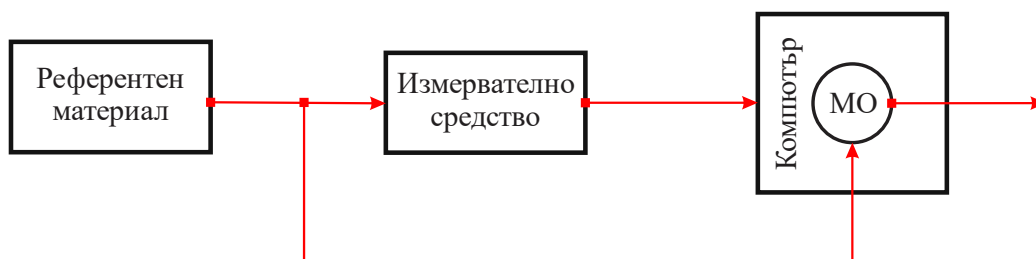 Референтен
материал
Измервателно
средство
Компютър
МО